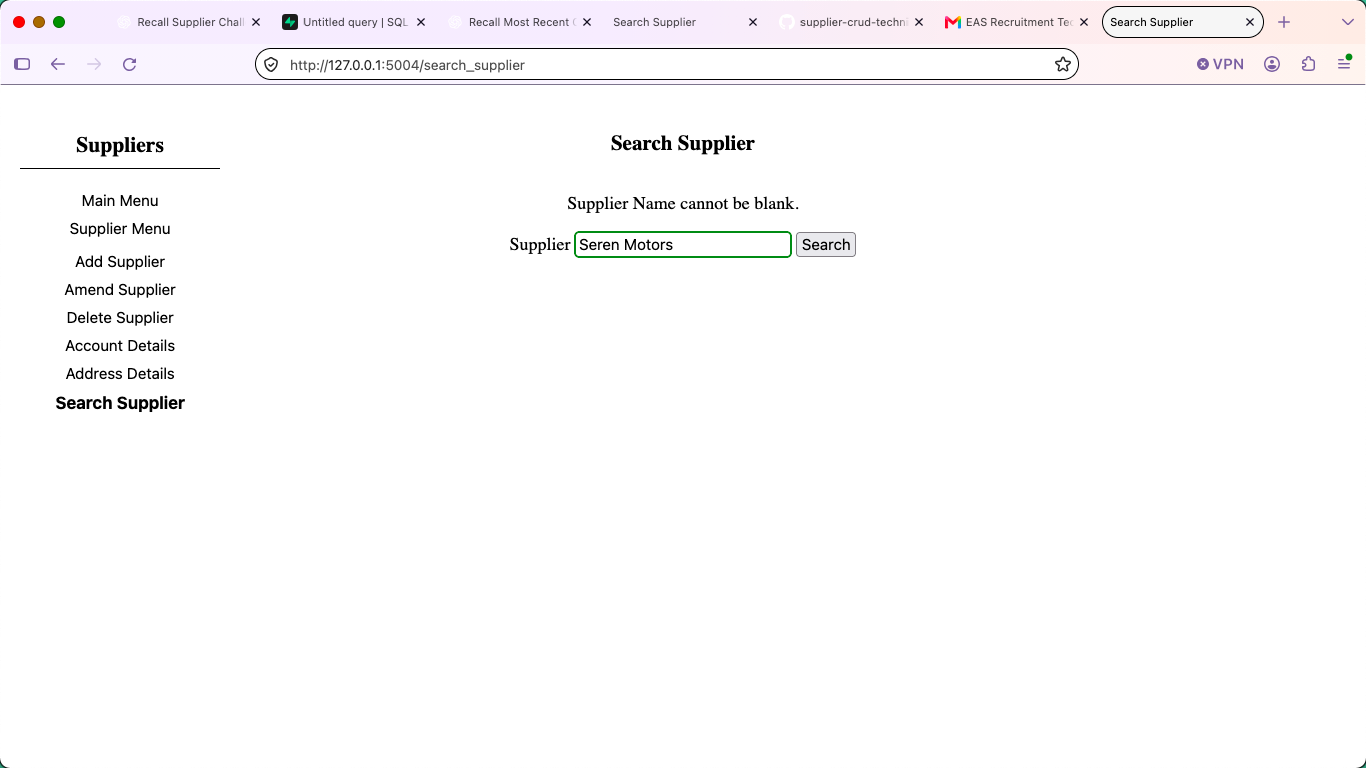 Recall Supplier Chall
Untitled query | SQL
Recall Most Recent
Search Supplier
supplier-crud-techni
EAS Recruitment Tec
Search Supplier
http://127.0.0.1:5004/search_supplier
VPN
Suppliers
Main Menu
Supplier Menu
Add Supplier
Amend Supplier
Delete Supplier
Account Details
Address Details
Search Supplier
Search Supplier
Supplier Name cannot be blank.
Supplier Seren Motors Search